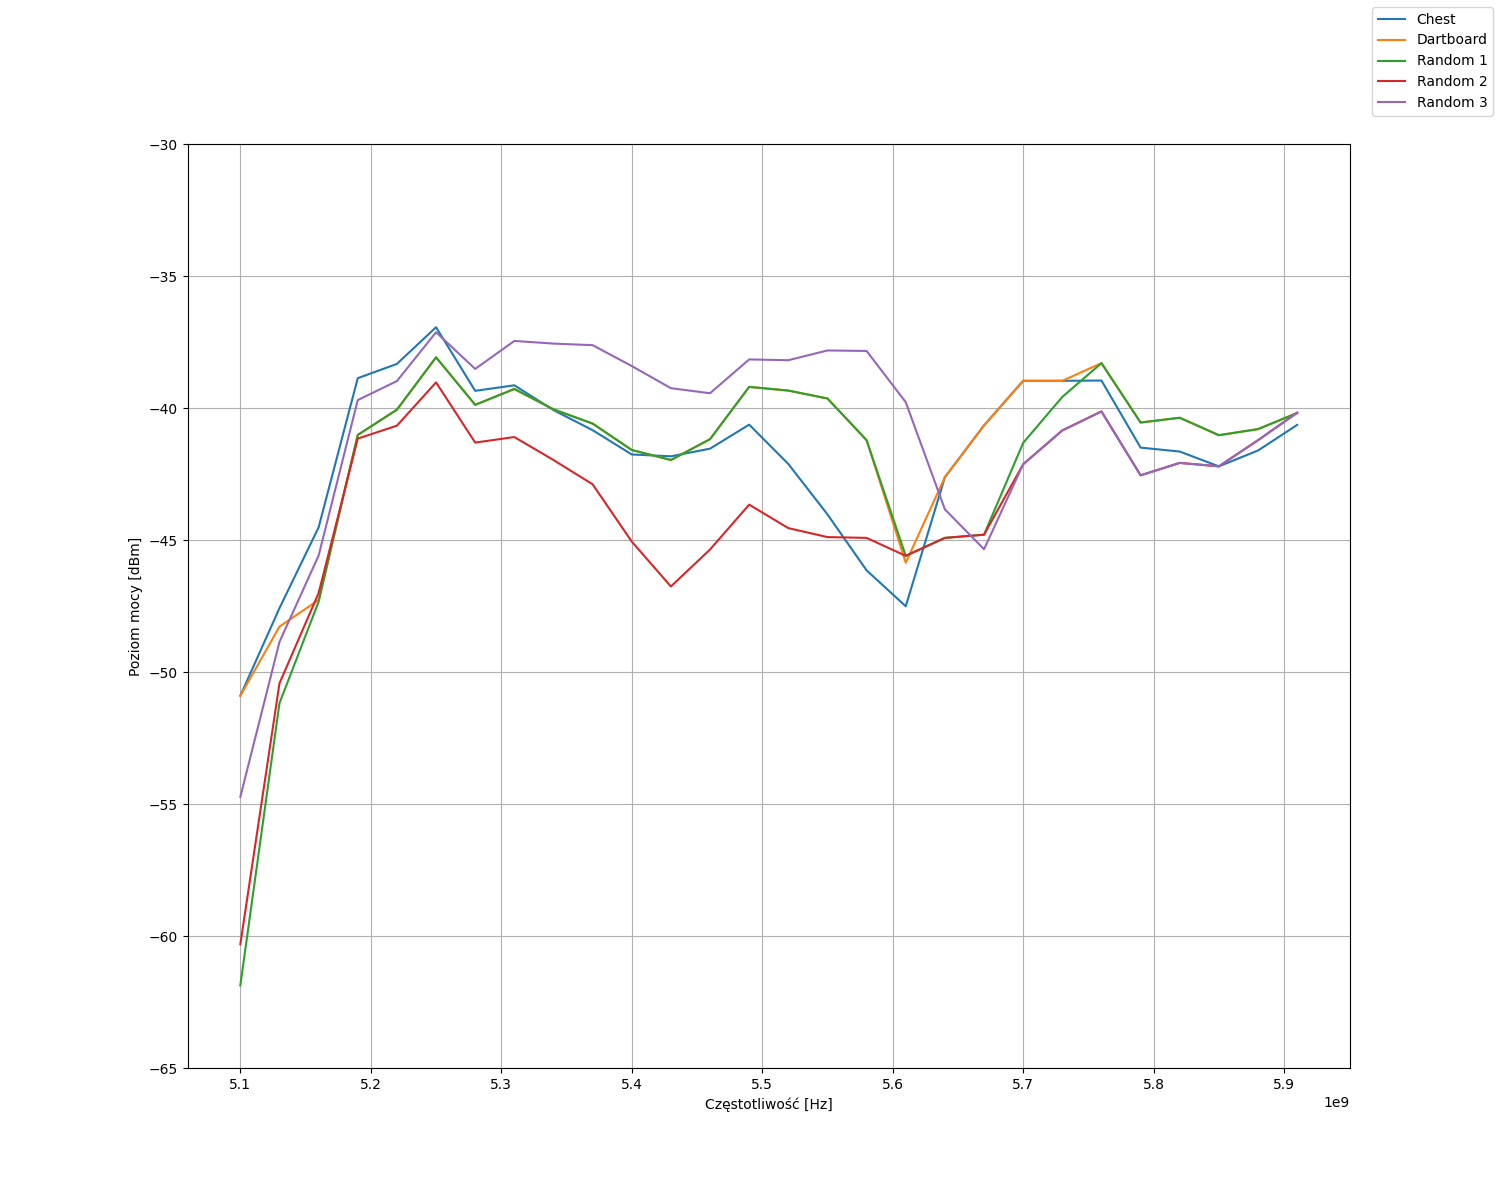 Chest
Dartboard
Random 1
Random 2
Random 3
−30
−35
−40
−45
−50
−55
−60
−65
Poziom mocy [dBm]
5.1 5.2 5.3 5.4 5.5 5.6 5.7 5.8 5.9
1e9
Częstotliwość [Hz]